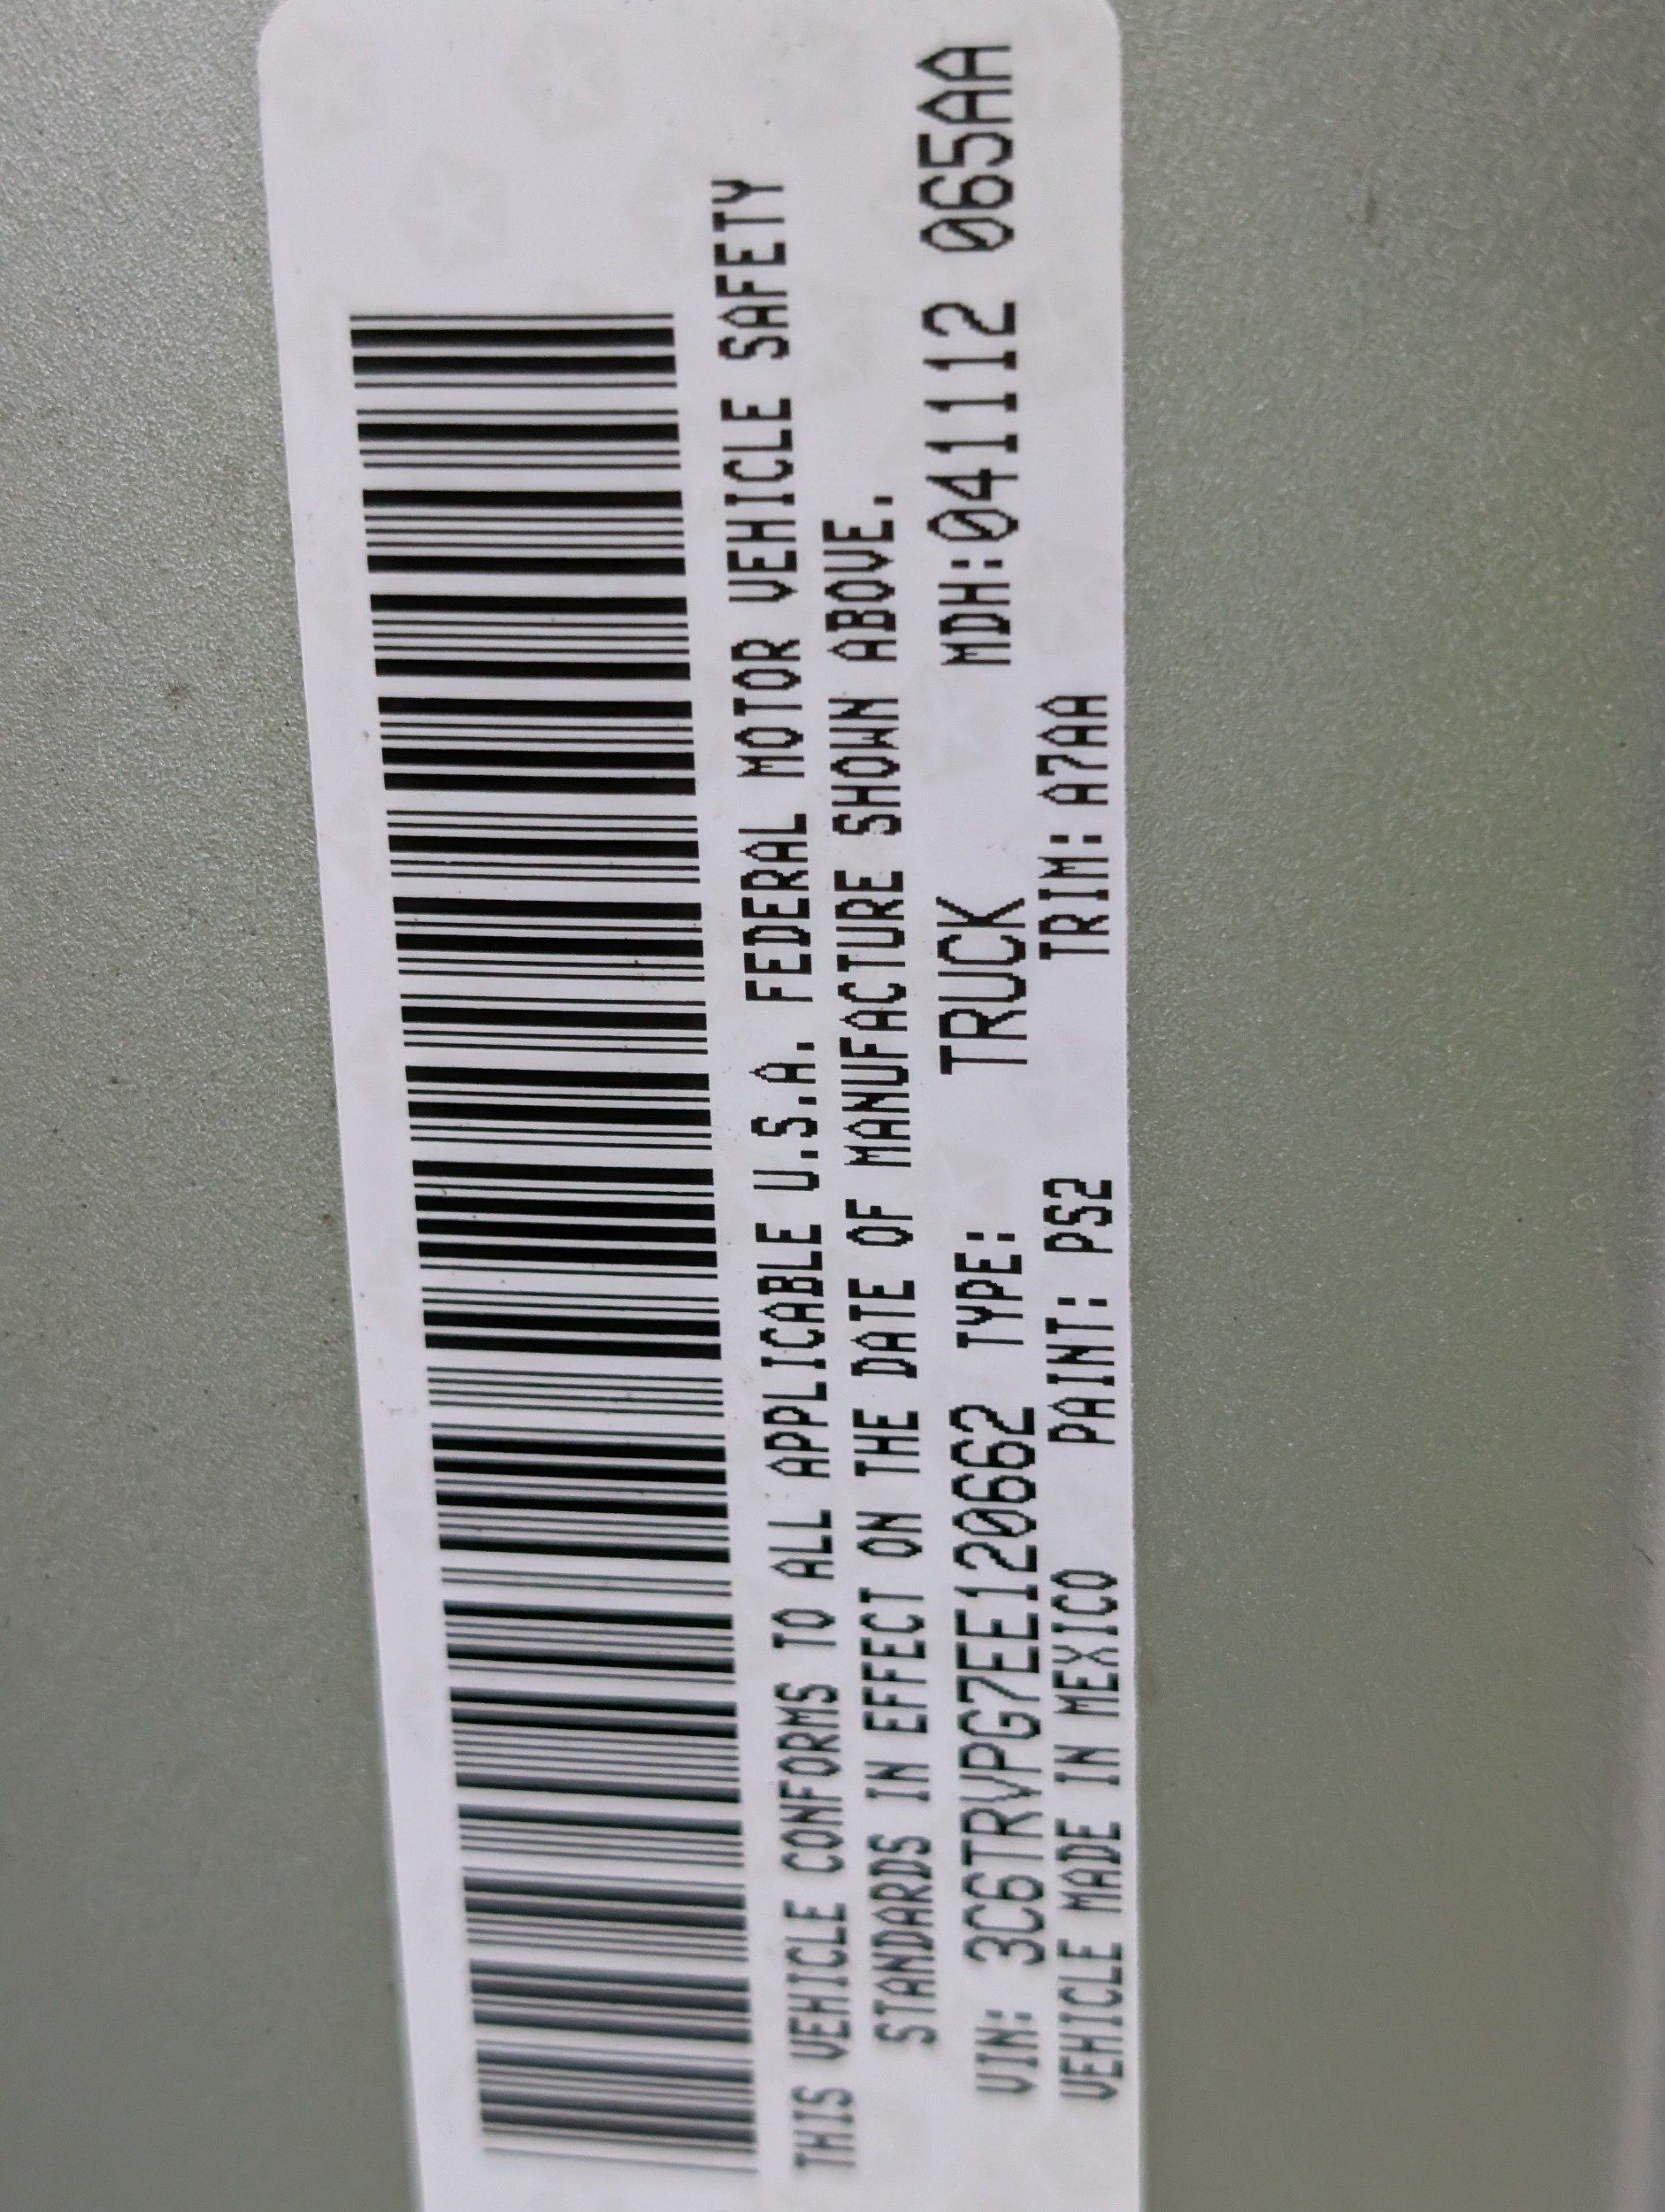 THIS VEHICLE CONFORMS TO ALL APPLICABLE U.S.A. FEDERAL MOTOR VEHICLE SAFETY
STANDARDS IN EFFECT ON THE DATE OF MANUFACTURE SHOWN ABOVE.
VIN: 3C6TRVPG7EE120662 TYPE: TRUCK MDH:041112 065AA
VEHICLE MADE IN MEXICO PAINT: PS2 TRIM: A7AA